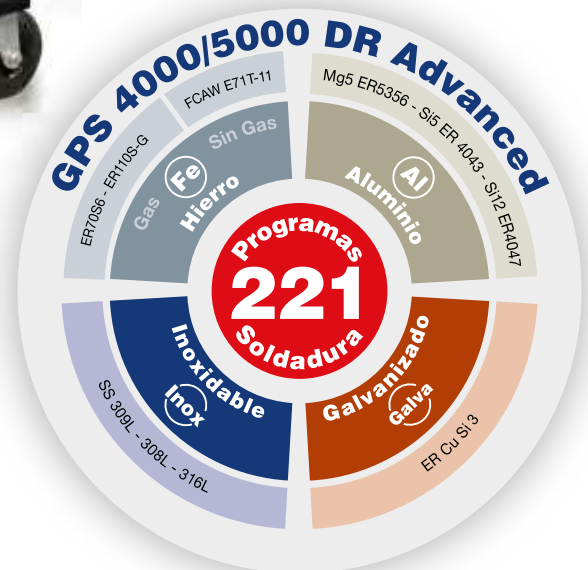 GPS 4000/5000 DR Advanced
ER70S6 - ER110S-G
FCAW E71T-11
Mg5 ER5356 - Si5 ER 4043 - Si12 ER4047
Gas
Sin Gas
Fe
Hierro
Al
Aluminio
Programas
221
Soldadura
Inoxidable
Inox
SS 309L - 308L - 316L
Galvanizado
Galva
ER Cu Si 3